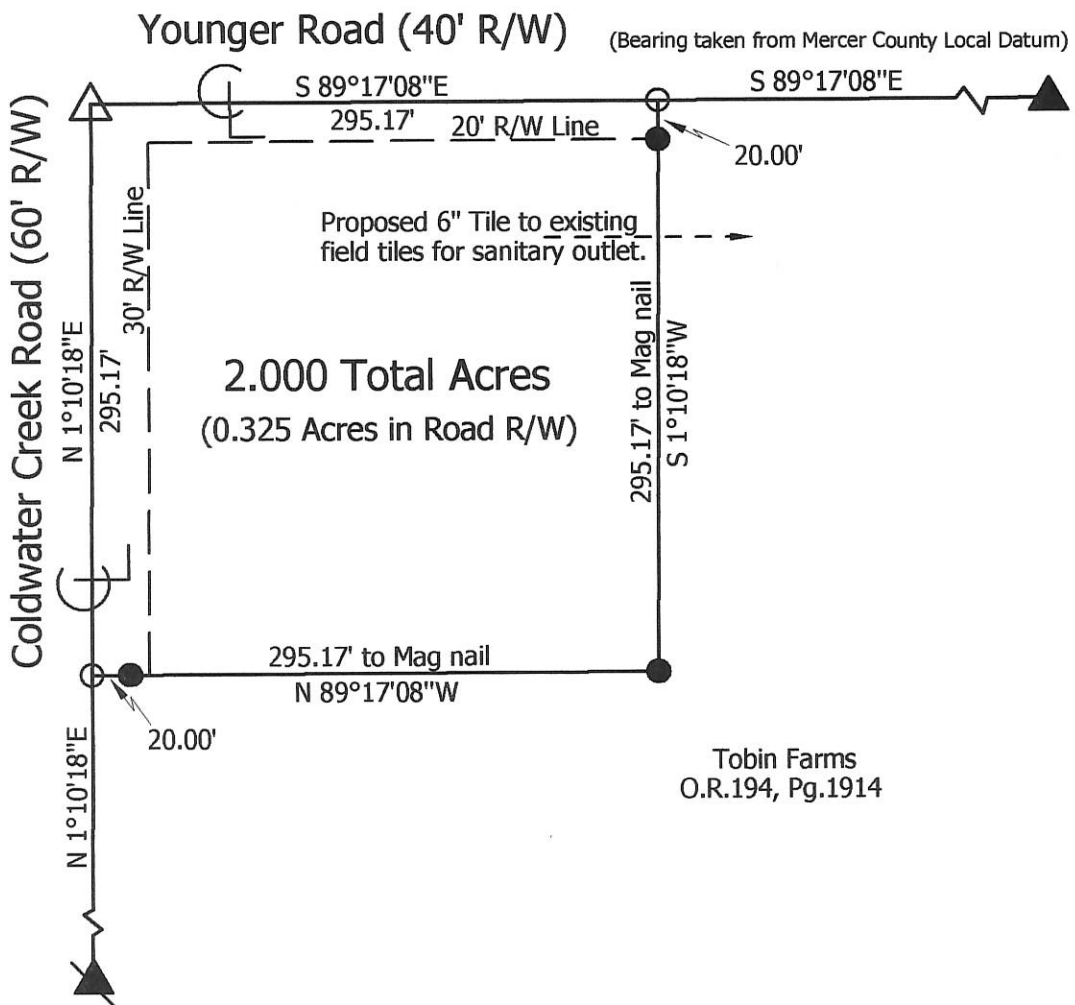 Younger Road (40' R/W)
(Bearing taken from Mercer County Local Datum)
S 89°17'08"E
S 89°17'08"E
295.17'
20' R/W Line
20.00'
Coldwater Creek Road (60' R/W)
30' R/W Line
Proposed 6" Tile to existing
field tiles for sanitary outlet.
N 1°10'18"E
295.17'
2.000 Total Acres
(0.325 Acres in Road R/W)
295.17' to Mag nail
S 1°10'18"W
295.17' to Mag nail
N 89°17'08"W
20.00'
N 1°10'18"E
Tobin Farms
O.R.194, Pg.1914